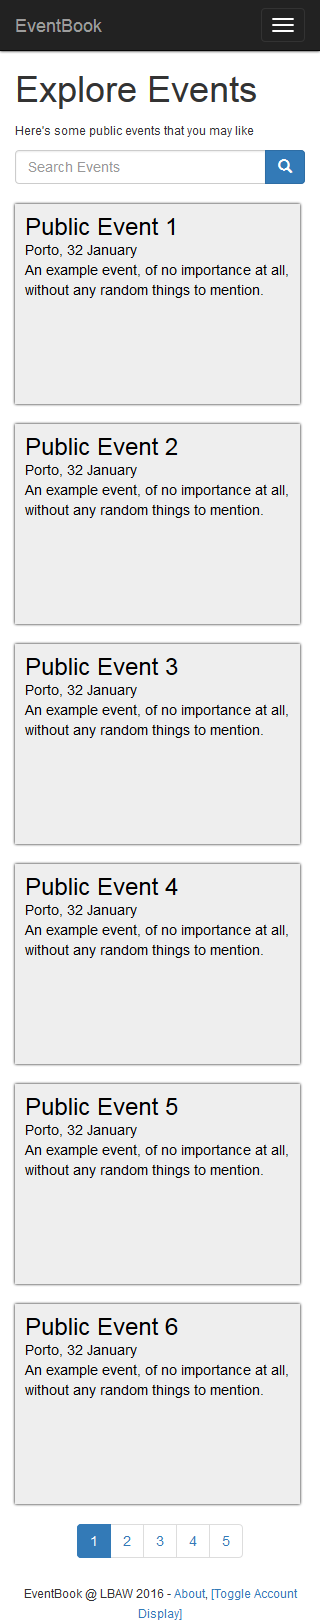 EventBook
Explore Events
Here's some public events that you may like
Search Events
Public Event 1
Porto, 32 January
An example event, of no importance at all,
without any random things to mention.
Public Event 2
Porto, 32 January
An example event, of no importance at all,
without any random things to mention.
Public Event 3
Porto, 32 January
An example event, of no importance at all,
without any random things to mention.
Public Event 4
Porto, 32 January
An example event, of no importance at all,
without any random things to mention.
Public Event 5
Porto, 32 January
An example event, of no importance at all,
without any random things to mention.
Public Event 6
Porto, 32 January
An example event, of no importance at all,
without any random things to mention.
1 2 3 4 5
EventBook @ LBAW 2016 - About, [Toggle Account
Display]